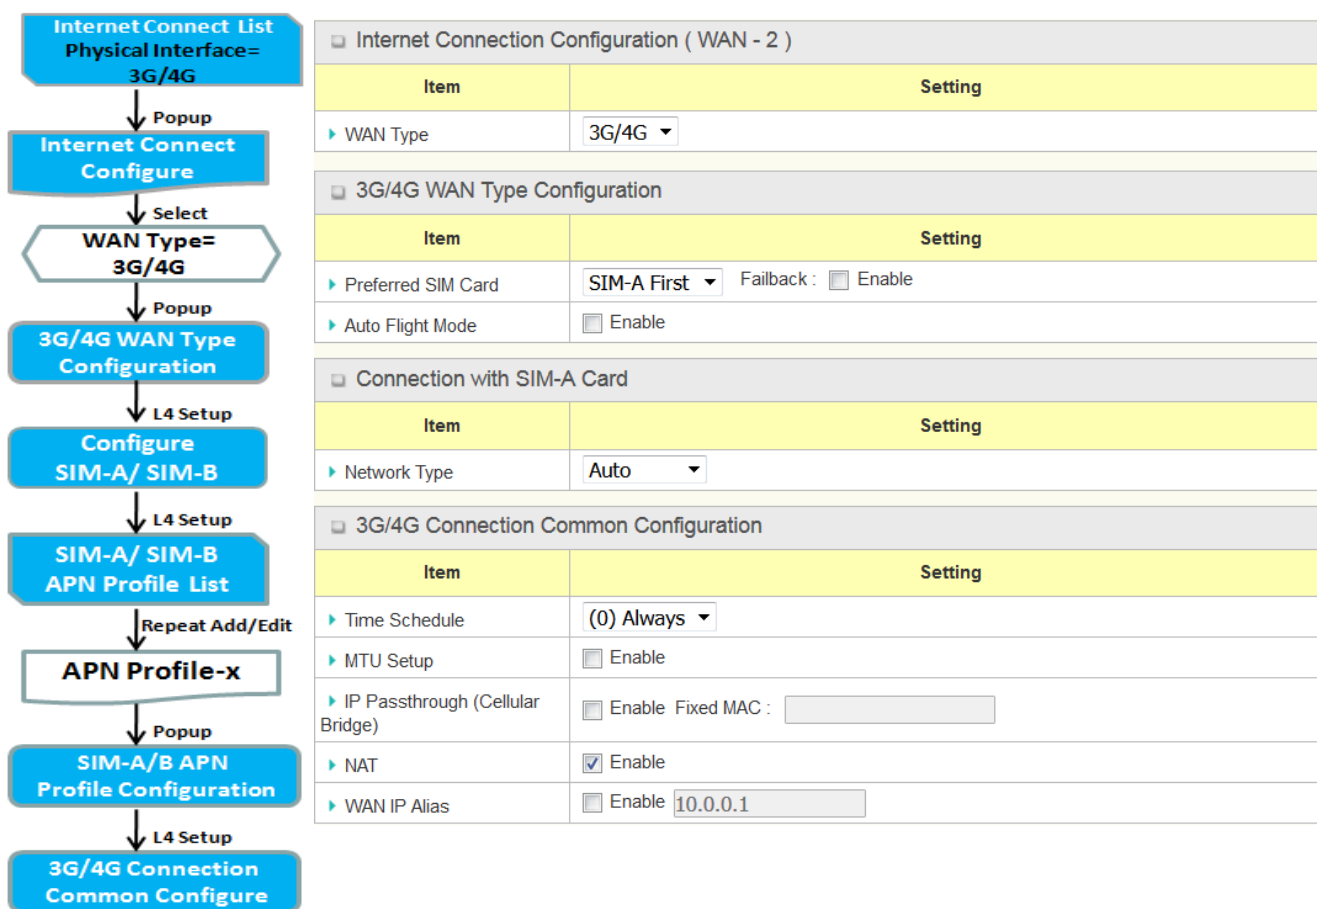 Internet Connect List
Physical Interface=
3G/4G
Popup
Internet Connect
Configure
Select
WAN Type=
3G/4G
Popup
3G/4G WAN Type
Configuration
L4 Setup
Configure
SIM-A/ SIM-B
L4 Setup
SIM-A/ SIM-B
APN Profile List
Repeat Add/Edit
APN Profile-x
Popup
SIM-A/B APN
Profile Configuration
L4 Setup
3G/4G Connection
Common Configure
Internet Connection Configuration ( WAN - 2 )
Item Setting
WAN Type 3G/4G
3G/4G WAN Type Configuration
Item Setting
Preferred SIM Card SIM-A First Failback : Enable
Auto Flight Mode Enable
Connection with SIM-A Card
Item Setting
Network Type Auto
3G/4G Connection Common Configuration
Item Setting
Time Schedule (0) Always
MTU Setup Enable
IP Passthrough (Cellular
Bridge) Enable Fixed MAC :
NAT Enable
WAN IP Alias Enable 10.0.0.1